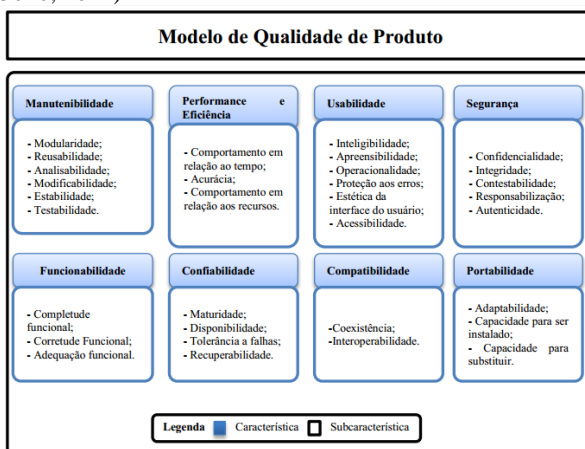 Modelo de Qualidade de Produto
Manutenibilidade
- Modularidade;
- Reusabilidade;
- Analisabilidade;
- Modificabilidade;
- Estabilidade;
- Testabilidade.
Performance e
Eficiência
- Comportamento em
relação ao tempo;
- Acurácia;
- Comportamento em
relação aos recursos.
Usabilidade
- Inteligibilidade;
- Apreensibilidade;
- Operacionalidade;
- Proteção aos erros;
- Estética da
interface do usuário;
- Acessibilidade.
Segurança
- Confidencialidade;
- Integridade;
- Contestabilidade;
- Responsabilização;
- Autenticidade.
Funcionabilidade
- Completude
funcional;
- Corretude Funcional;
- Adequação funcional.
Confiabilidade
- Maturidade;
- Disponibilidade;
- Tolerância a falhas;
- Recuperabilidade.
Compatibilidade
-Coexistência;
- Interoperabilidade.
Portabilidade
- Adaptabilidade;
- Capacidade para ser
instalado;
- Capacidade para
substituir.
Legenda Característica Subcaracterística